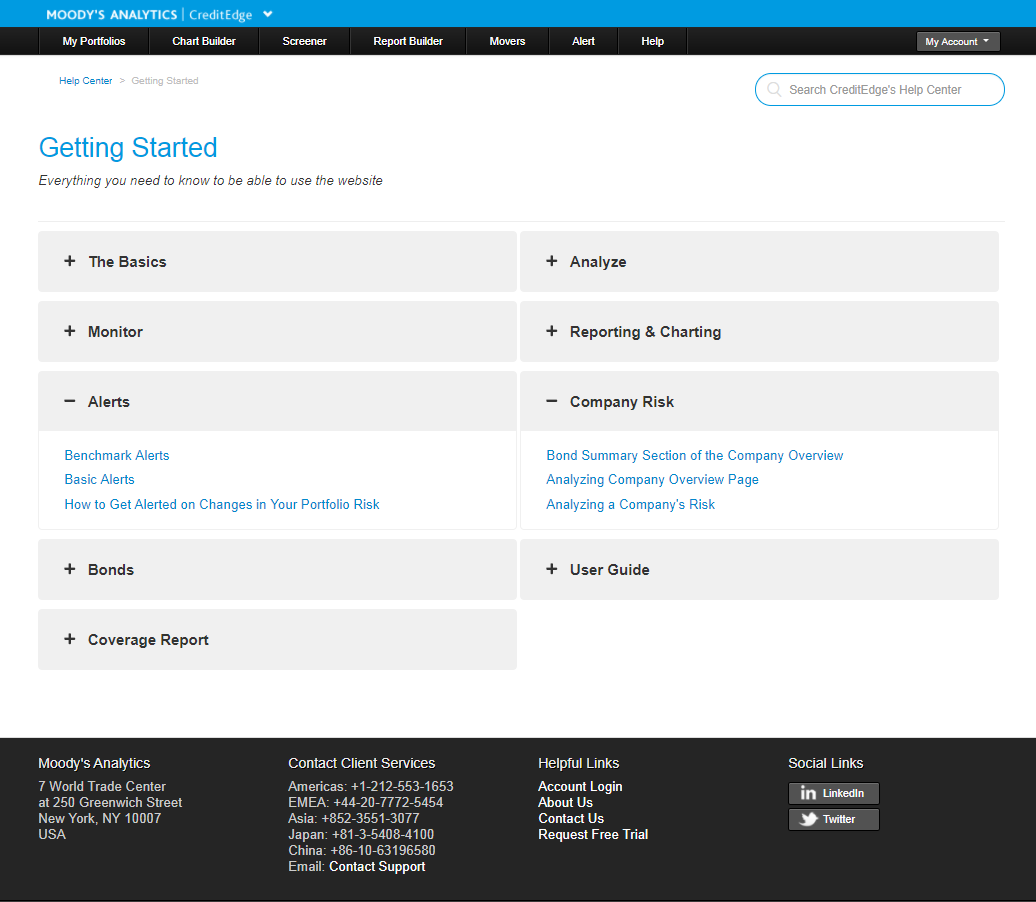 MOODY'S ANALYTICS | CreditEdge
My Portfolios Chart Builder Screener Report Builder Movers Alert Help My Account
Help Center > Getting Started
Search CreditEdge's Help Center
Getting Started
Everything you need to know to be able to use the website
+ The Basics
+ Analyze
+ Monitor
+ Reporting & Charting
− Alerts
Benchmark Alerts
Basic Alerts
How to Get Alerted on Changes in Your Portfolio Risk
− Company Risk
Bond Summary Section of the Company Overview
Analyzing Company Overview Page
Analyzing a Company's Risk
+ Bonds
+ User Guide
+ Coverage Report
Moody's Analytics
7 World Trade Center
at 250 Greenwich Street
New York, NY 10007
USA
Contact Client Services
Americas: +1-212-553-1653
EMEA: +44-20-7772-5454
Asia: +852-3551-3077
Japan: +81-3-5408-4100
China: +86-10-63196580
Email: Contact Support
Helpful Links
Account Login
About Us
Contact Us
Request Free Trial
Social Links
in LinkedIn
Twitter